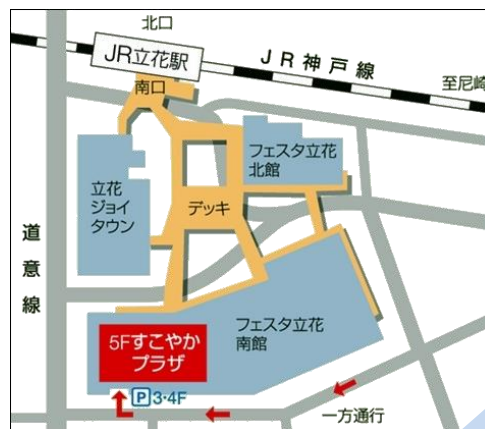 北口
JR立花駅
JR神戸線
至尼崎
南口
フェスタ立花
北館
立花
ジョイ
タウン
デッキ
道意線
フェスタ立花
南館
5Fすこやか
プラザ
P3・4F
一方通行